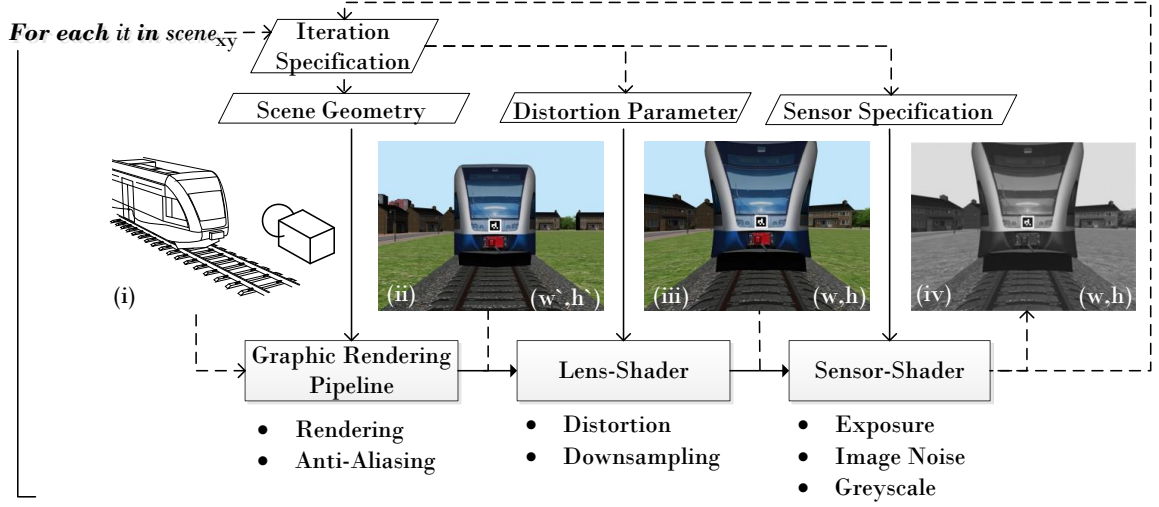 For each it in scene_xy
Iteration
Specification
Scene Geometry
Distortion Parameter
Sensor Specification
(i)
(ii)
(w`,h`)
(iii)
(w,h)
(iv)
(w,h)
Graphic Rendering
Pipeline
Lens-Shader
Sensor-Shader
• Rendering
• Anti-Aliasing
• Distortion
• Downsampling
• Exposure
• Image Noise
• Greyscale